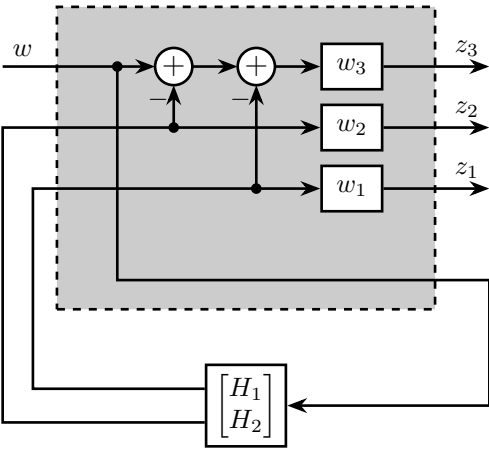 w + + w₃ z₃
− −
w₂ z₂
w₁ z₁
[H₁
H₂]